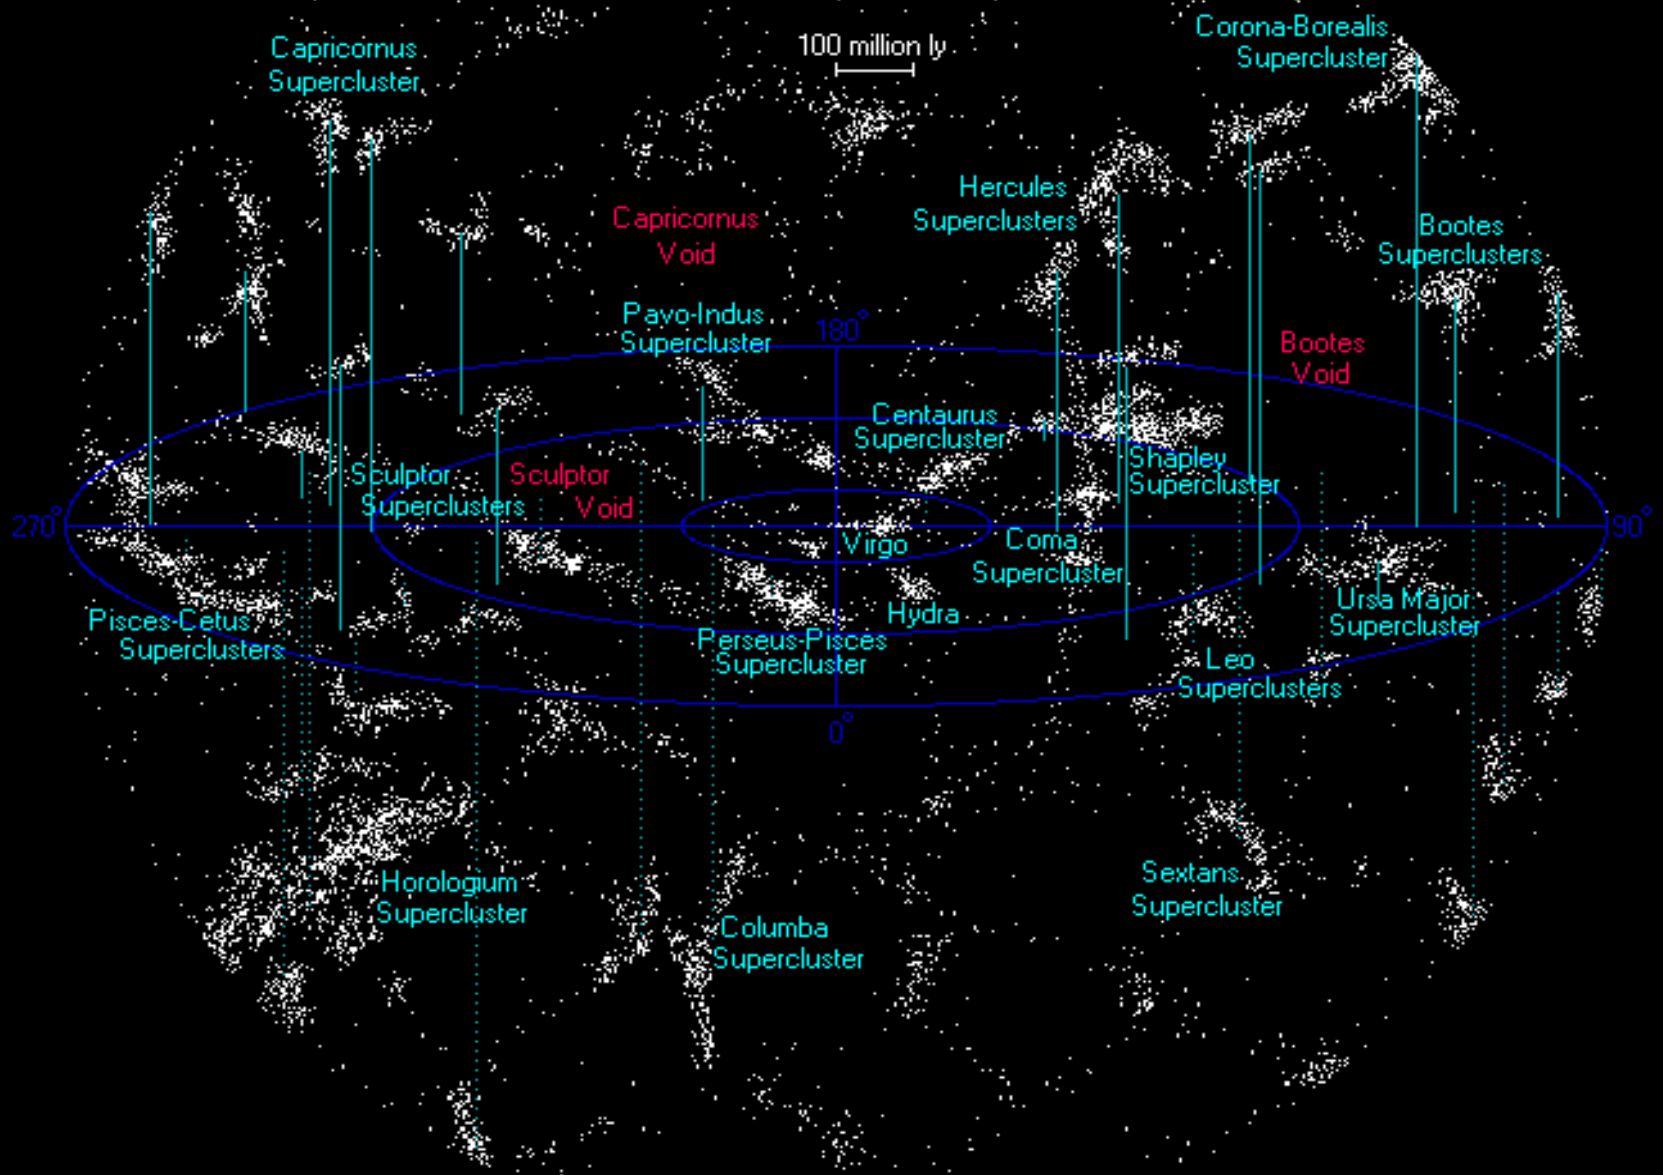 Corona-Borealis
Supercluster
100 million ly
Capricornus
Supercluster
Hercules
Superclusters
Capricornus
Void
Bootes
Superclusters
Pavo-Indus
Supercluster
180°
Bootes
Void
Centaurus
Supercluster
Shapley
Supercluster
Sculptor
Superclusters
Sculptor
Void
270°
90°
Virgo
Coma
Supercluster
Hydra
Ursa Major
Supercluster
Pisces-Cetus
Superclusters
Perseus-Pisces
Supercluster
Leo
Superclusters
0°
Horologium
Supercluster
Sextans
Supercluster
Columba
Supercluster